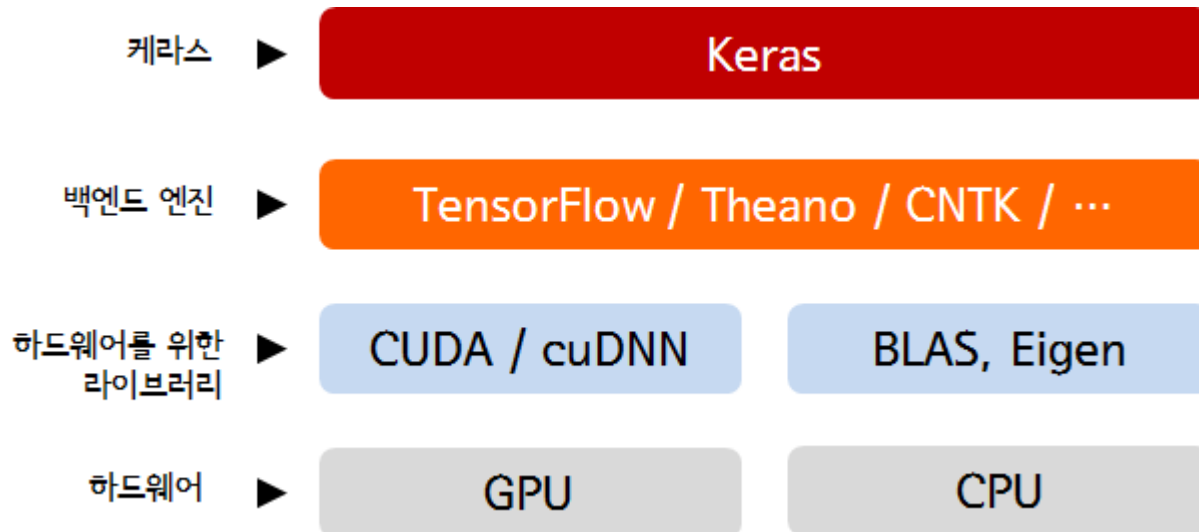 케라스 ▶ Keras
백엔드 엔진 ▶ TensorFlow / Theano / CNTK / ···
하드웨어를 위한
라이브러리 ▶ CUDA / cuDNN BLAS, Eigen
하드웨어 ▶ GPU CPU